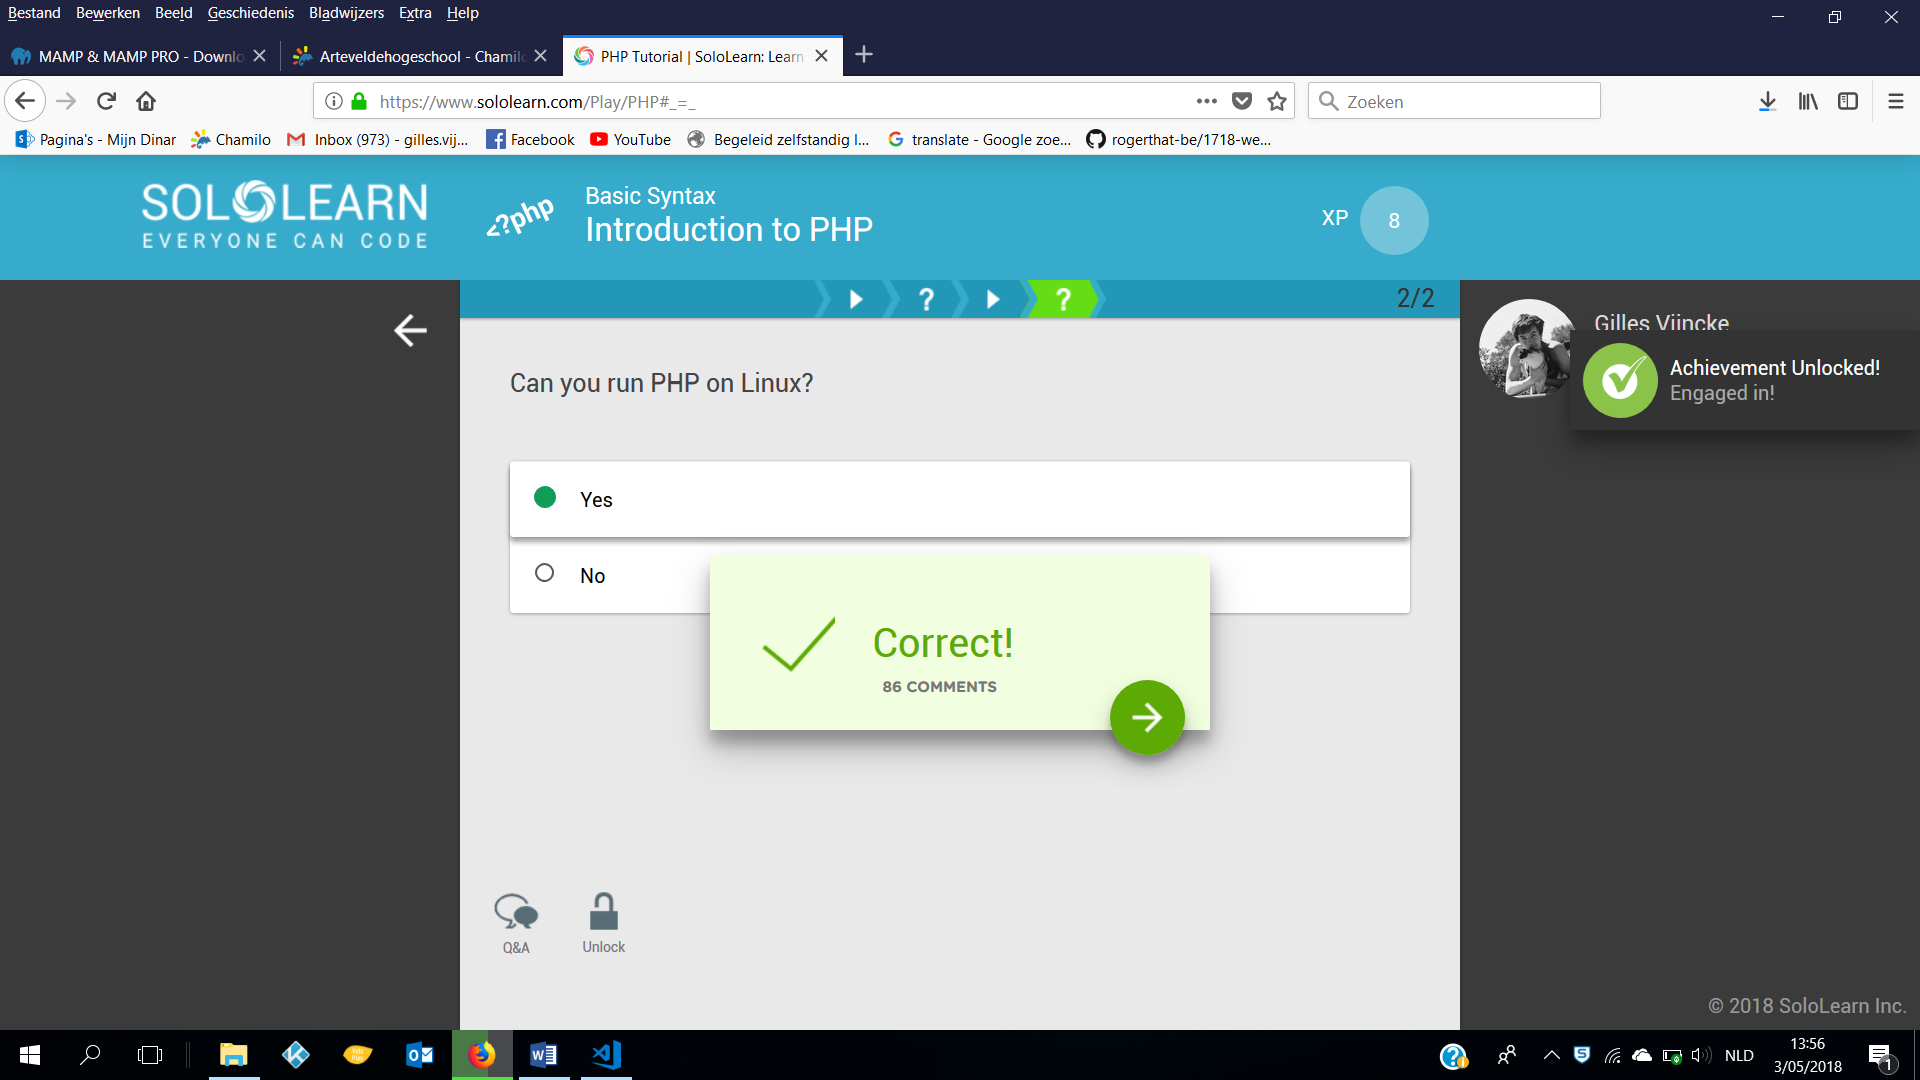 Bestand Bewerken Beeld Geschiedenis Bladwijzers Extra Help
MAMP & MAMP PRO - Downlo
Arteveldehogeschool - Chamilo
PHP Tutorial | SoloLearn: Learn
https://www.sololearn.com/Play/PHP#_=_
Zoeken
Pagina's - Mijn Dinar
Chamilo
Inbox (973) - gilles.vij...
Facebook
YouTube
Begeleid zelfstandig l...
translate - Google zoe...
rogerthat-be/1718-we...
SOLOLEARN
EVERYONE CAN CODE
<?php
Basic Syntax
Introduction to PHP
XP 8
? ?
2/2
Gilles Vijncke
Achievement Unlocked!
Engaged in!
Can you run PHP on Linux?
Yes
No
Correct!
86 COMMENTS
Q&A
Unlock
© 2018 SoloLearn Inc.
NLD
13:56
3/05/2018
1